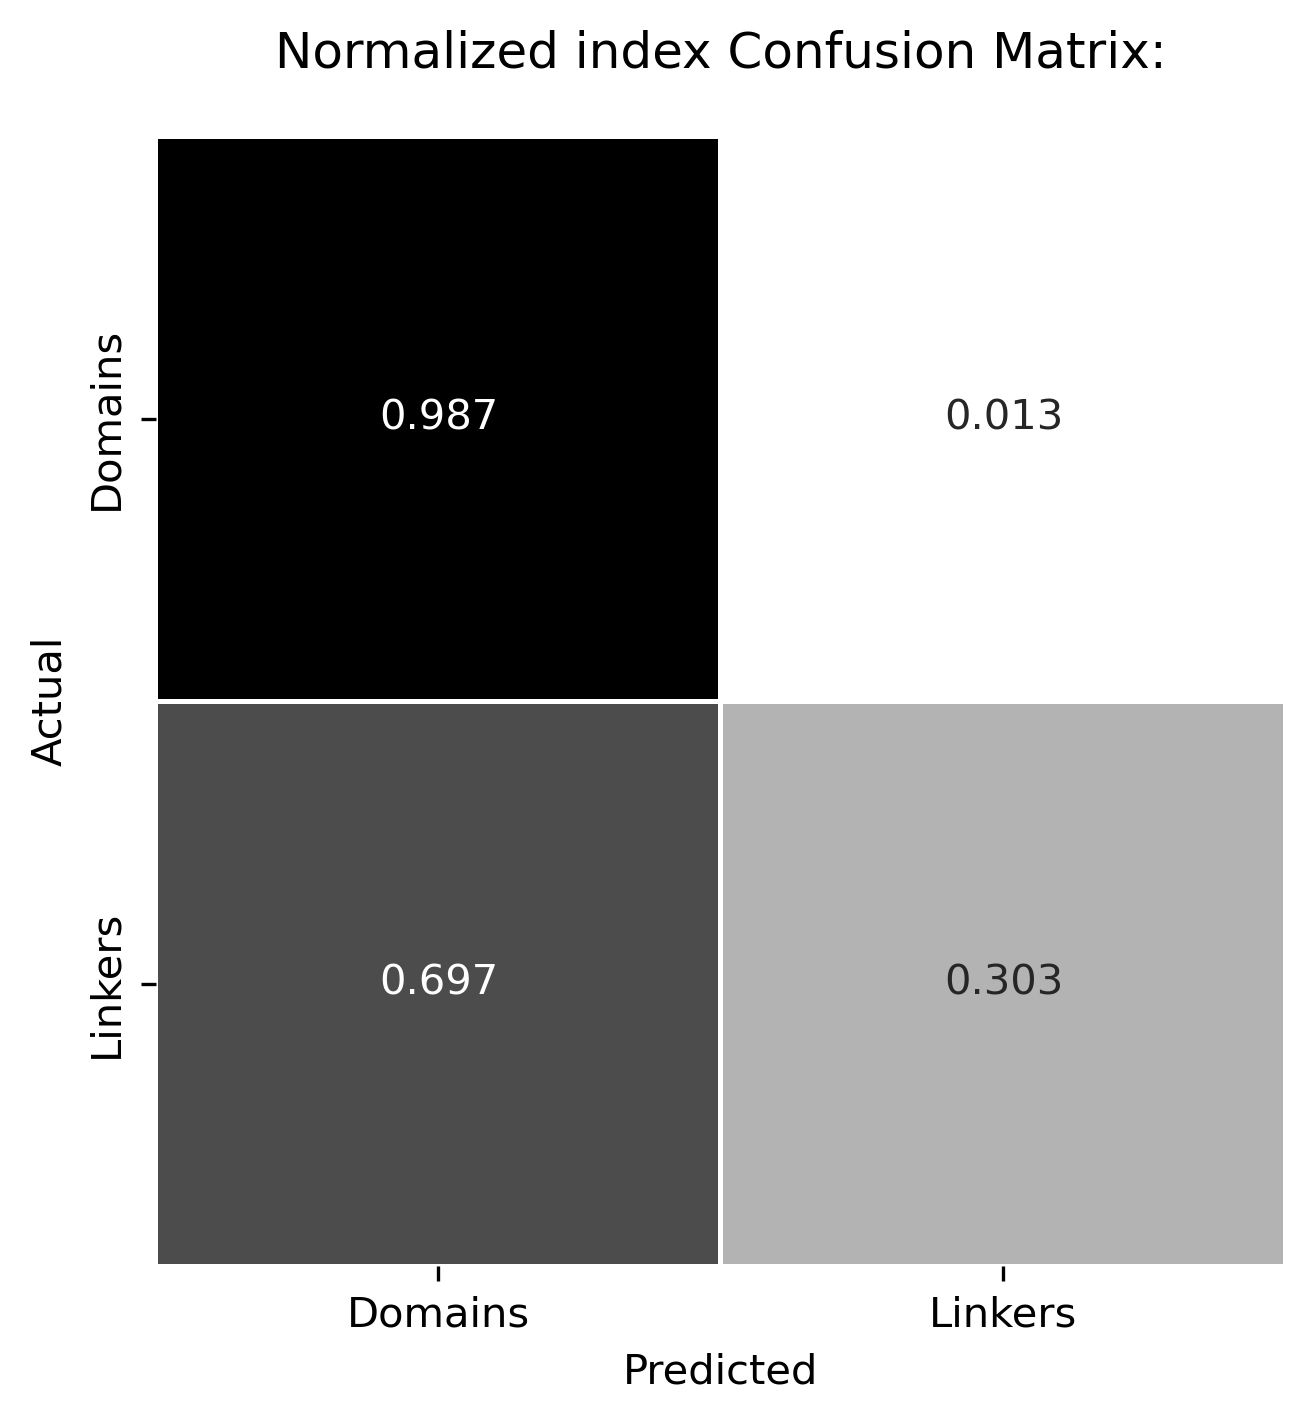 Normalized index Confusion Matrix:
Domains
0.987
0.013
Actual
Linkers
0.697
0.303
Domains
Linkers
Predicted